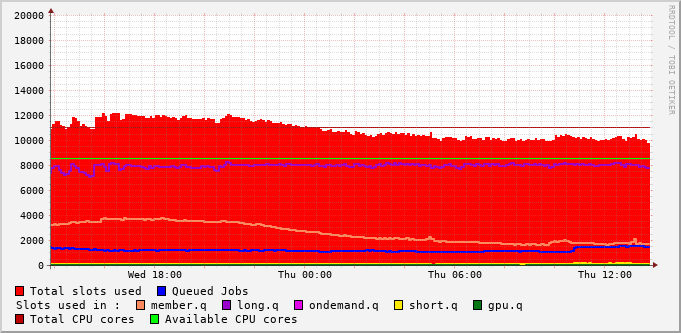 20000
18000
16000
14000
12000
10000
8000
6000
4000
2000
0
Wed 18:00 Thu 00:00 Thu 06:00 Thu 12:00
Total slots used Queued Jobs
Slots used in : member.q long.q ondemand.q short.q gpu.q
Total CPU cores Available CPU cores
RRDTOOL / TOBI OETIKER